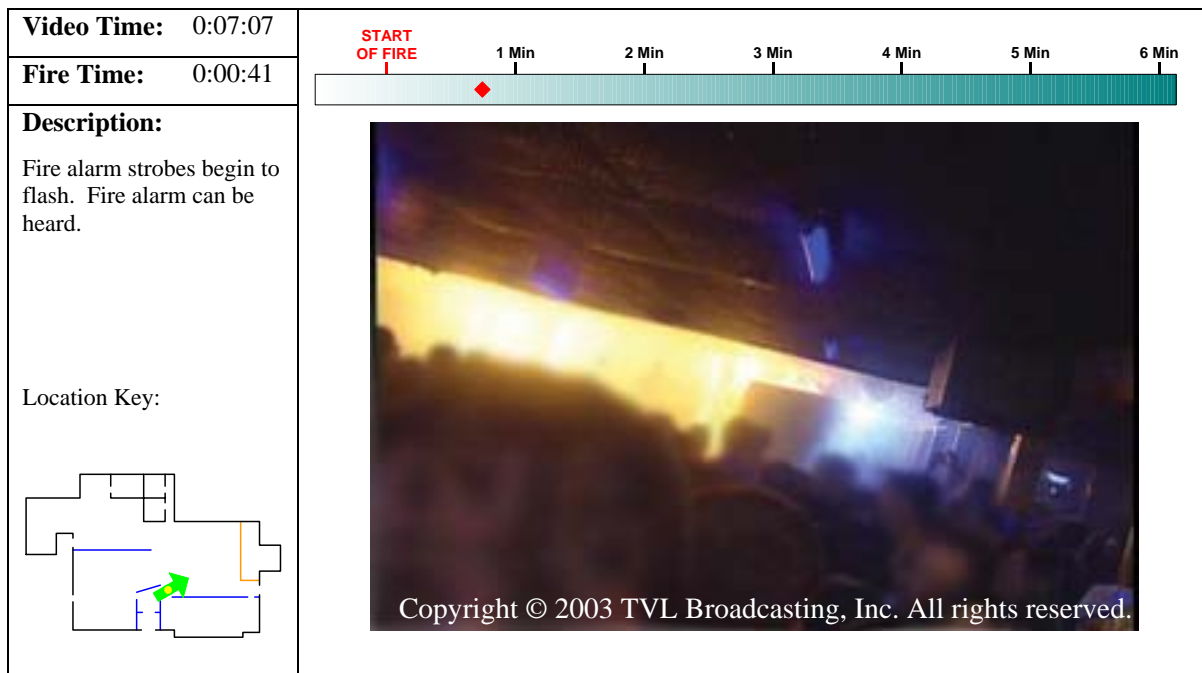 Video Time: 0:07:07
Fire Time: 0:00:41
Description:
Fire alarm strobes begin to
flash. Fire alarm can be
heard.
Location Key:
START
OF FIRE
1 Min
2 Min
3 Min
4 Min
5 Min
6 Min
Copyright © 2003 TVL Broadcasting, Inc. All rights reserved.